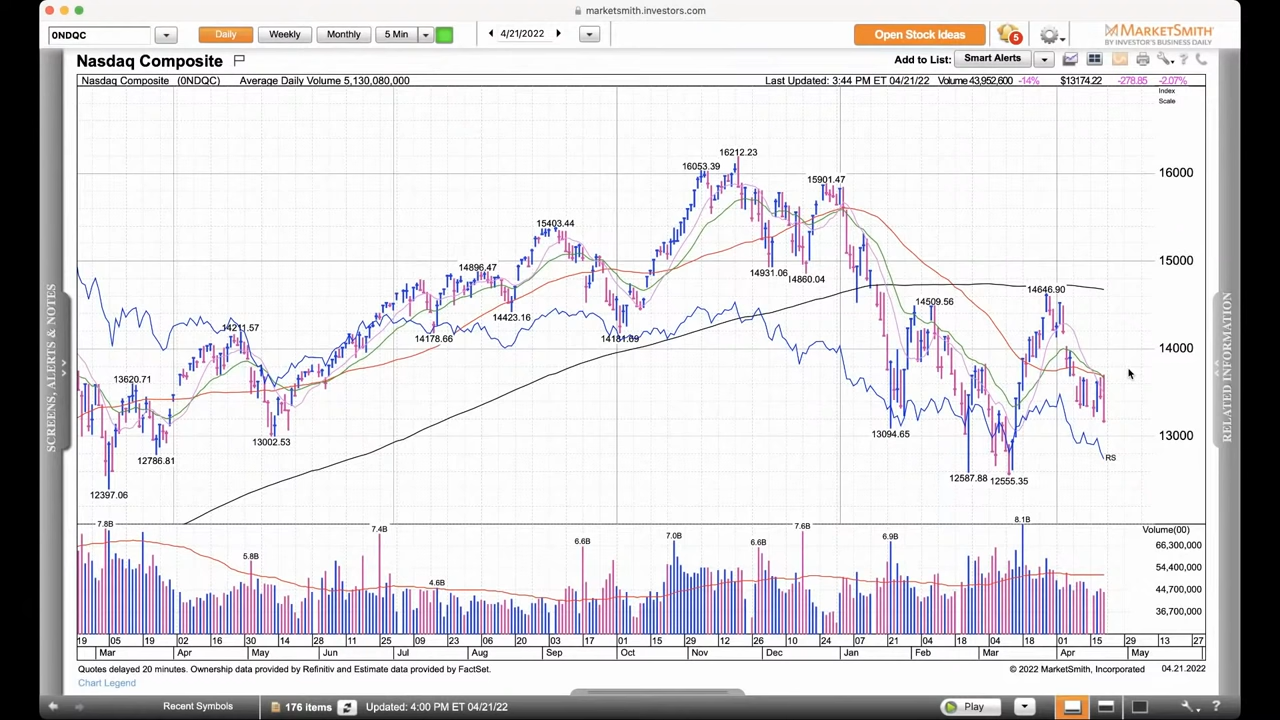 marketsmith.investors.com
0NDQC Daily Weekly Monthly 5 Min 4/21/2022 Open Stock Ideas 5 MARKETSMITH
BY INVESTOR'S BUSINESS DAILY
Nasdaq Composite Add to List: Smart Alerts
Nasdaq Composite (0NDQC) Average Daily Volume 5,130,080,000 Last Updated: 3:44 PM ET 04/21/22 Volume 43,952,600 -14% $13174.22 -278.85 -2.07%
Index
Scale
16212.23
16053.39
16000
15901.47
15403.44
15000
14896.47
14931.06
14860.04
14646.90
14509.56
14423.16
14211.57
14178.66
14181.69
14000
13620.71
13094.65
13000
13002.53
12786.81
RS
12587.88
12555.35
12397.06
SCREENS, ALERTS & NOTES
RELATED INFORMATION
7.8B 7.4B 7.6B 8.1B
Volume(00)
5.8B 6.6B 7.0B 6.6B 6.9B
66,300,000
54,400,000
4.6B
44,700,000
36,700,000
19 05 19 02 16 30 14 28 11 25 09 23 06 20 03 17 01 15 29 12 26 10 24 07 21 04 18 04 18 01 15 29 13 27
Mar Apr May Jun Jul Aug Sep Oct Nov Dec Jan Feb Mar Apr May
Quotes delayed 20 minutes. Ownership data provided by Refinitiv and Estimate data provided by FactSet. © 2022 MarketSmith, Incorporated 04.21.2022
Chart Legend
Recent Symbols 176 items Updated: 4:00 PM ET 04/21/22 Play